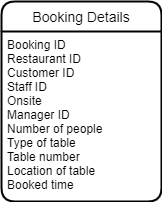 Booking Details
Booking ID
Restaurant ID
Customer ID
Staff ID
Onsite
Manager ID
Number of people
Type of table
Table number
Location of table
Booked time